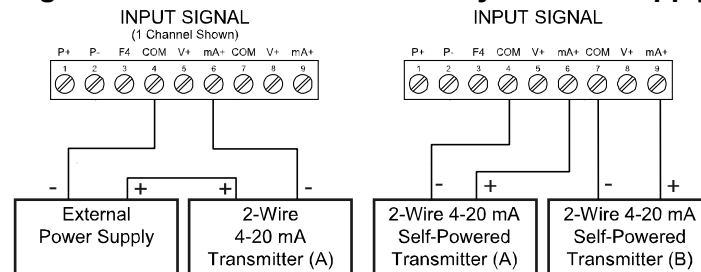 INPUT SIGNAL
(1 Channel Shown)
P+ P- F4 COM V+ mA+ COM V+ mA+
1 2 3 4 5 6 7 8 9
- + + -
External
Power Supply
2-Wire
4-20 mA
Transmitter (A)
INPUT SIGNAL
P+ P- F4 COM V+ mA+ COM V+ mA+
1 2 3 4 5 6 7 8 9
- + - +
2-Wire 4-20 mA
Self-Powered
Transmitter (A)
2-Wire 4-20 mA
Self-Powered
Transmitter (B)